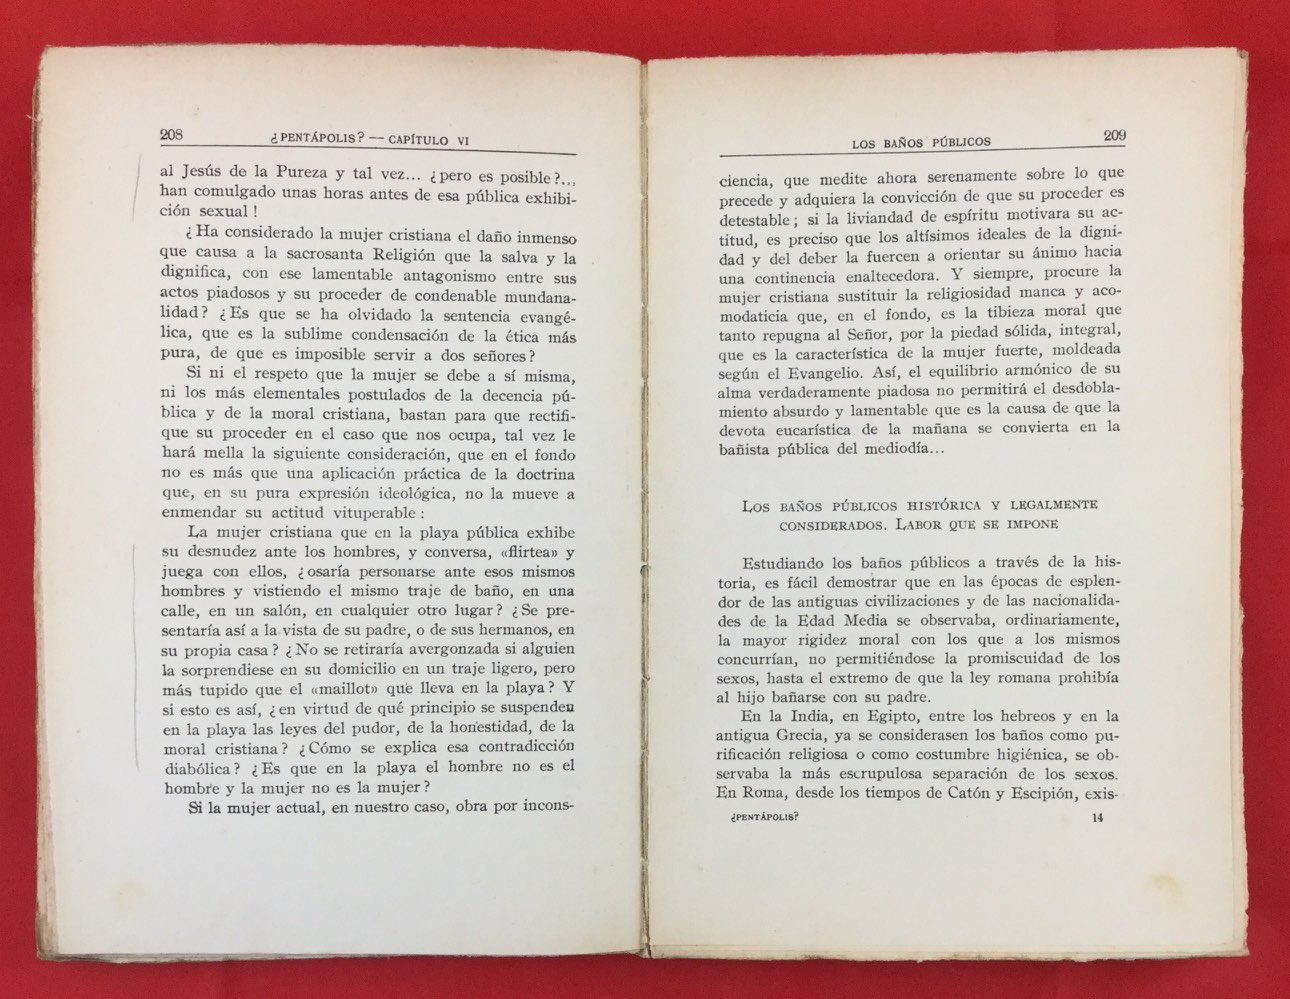 208
¿PENTÁPOLIS? — CAPÍTULO VI
al Jesús de la Pureza y tal vez... ¿pero es posible?...
han comulgado unas horas antes de esa pública exhibi-
ción sexual !
¿Ha considerado la mujer cristiana el daño inmenso
que causa a la sacrosanta Religión que la salva y la
dignifica, con ese lamentable antagonismo entre sus
actos piadosos y su proceder de condenable mundana-
lidad? ¿Es que se ha olvidado la sentencia evangé-
lica, que es la sublime condensación de la ética más
pura, de que es imposible servir a dos señores?
Si ni el respeto que la mujer se debe a sí misma,
ni los más elementales postulados de la decencia pú-
blica y de la moral cristiana, bastan para que rectifi-
que su proceder en el caso que nos ocupa, tal vez le
hará mella la siguiente consideración, que en el fondo
no es más que una aplicación práctica de la doctrina
que, en su pura expresión ideológica, no la mueve a
enmendar su actitud vituperable :
La mujer cristiana que en la playa pública exhibe
su desnudez ante los hombres, y conversa, «flirtea» y
juega con ellos, ¿osaría personarse ante esos mismos
hombres y vistiendo el mismo traje de baño, en una
calle, en un salón, en cualquier otro lugar? ¿Se pre-
sentaría así a la vista de su padre, o de sus hermanos, en
su propia casa? ¿No se retiraría avergonzada si alguien
la sorprendiese en su domicilio en un traje ligero, pero
más tupido que el «maillot» que lleva en la playa? Y
si esto es así, ¿en virtud de qué principio se suspenden
en la playa las leyes del pudor, de la honestidad, de la
moral cristiana? ¿Cómo se explica esa contradicción
diabólica? ¿Es que en la playa el hombre no es el
hombre y la mujer no es la mujer?
Si la mujer actual, en nuestro caso, obra por incons-
LOS BAÑOS PÚBLICOS
209
ciencia, que medite ahora serenamente sobre lo que
precede y adquiera la convicción de que su proceder es
detestable; si la liviandad de espíritu motivara su ac-
titud, es preciso que los altísimos ideales de la digni-
dad y del deber la fuercen a orientar su ánimo hacia
una continencia enaltecedora. Y siempre, procure la
mujer cristiana sustituir la religiosidad manca y aco-
modaticia que, en el fondo, es la tibieza moral que
tanto repugna al Señor, por la piedad sólida, integral,
que es la característica de la mujer fuerte, moldeada
según el Evangelio. Así, el equilibrio armónico de su
alma verdaderamente piadosa no permitirá el desdobla-
miento absurdo y lamentable que es la causa de que la
devota eucarística de la mañana se convierta en la
bañista pública del mediodía...
LOS BAÑOS PÚBLICOS HISTÓRICA Y LEGALMENTE
CONSIDERADOS. LABOR QUE SE IMPONE
Estudiando los baños públicos a través de la his-
toria, es fácil demostrar que en las épocas de esplen-
dor de las antiguas civilizaciones y de las nacionalida-
des de la Edad Media se observaba, ordinariamente,
la mayor rigidez moral con los que a los mismos
concurrían, no permitiéndose la promiscuidad de los
sexos, hasta el extremo de que la ley romana prohibía
al hijo bañarse con su padre.
En la India, en Egipto, entre los hebreos y en la
antigua Grecia, ya se considerasen los baños como pu-
rificación religiosa o como costumbre higiénica, se ob-
servaba la más escrupulosa separación de los sexos.
En Roma, desde los tiempos de Catón y Escipión, exis-
¿PENTÁPOLIS?
14